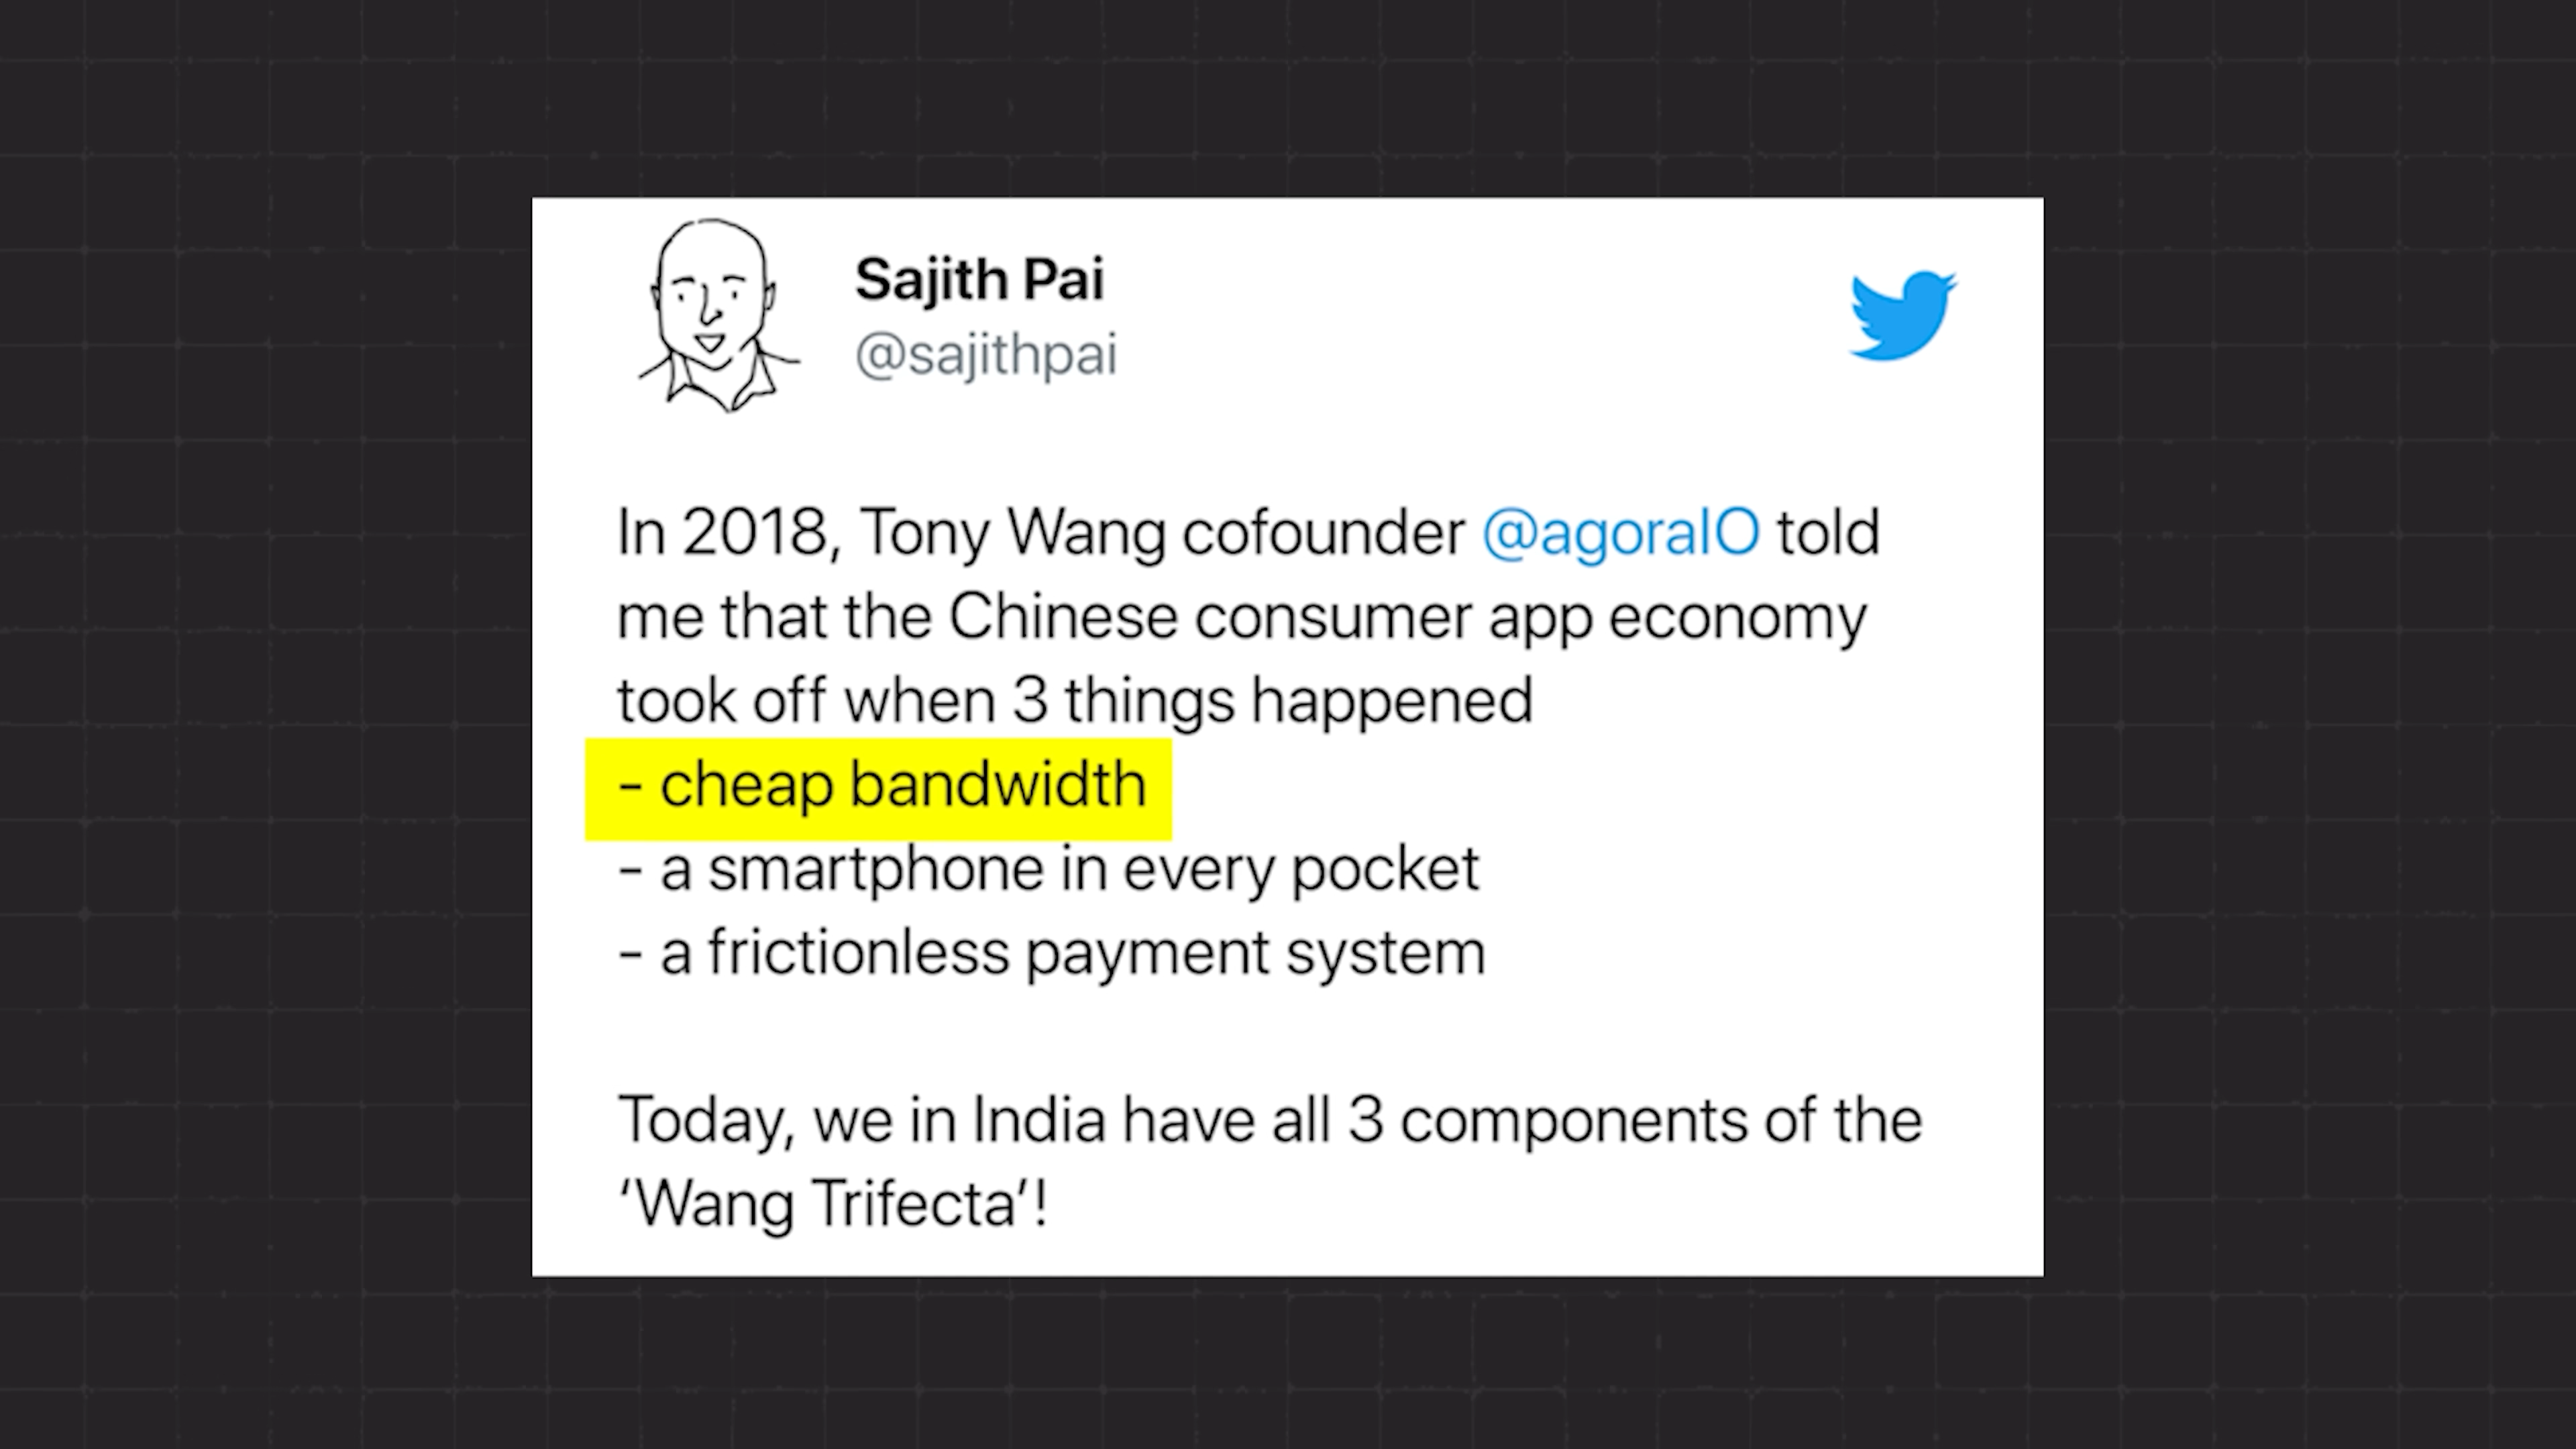 Sajith Pai
@sajithpai
In 2018, Tony Wang cofounder @agoraIO told
me that the Chinese consumer app economy
took off when 3 things happened
- cheap bandwidth
- a smartphone in every pocket
- a frictionless payment system
Today, we in India have all 3 components of the
‘Wang Trifecta’!